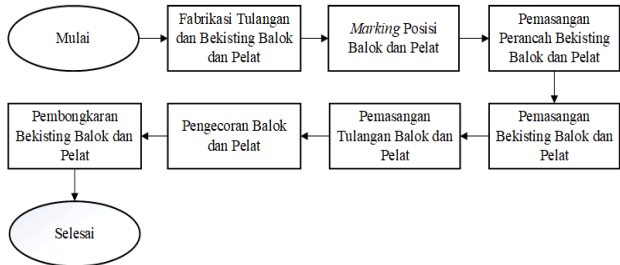 Mulai
Fabrikasi Tulangan
dan Bekisting Balok
dan Pelat
Marking Posisi
Balok dan Pelat
Pemasangan
Perancah Bekisting
Balok dan Pelat
Pemasangan
Bekisting Balok dan
Pelat
Pemasangan
Tulangan Balok dan
Pelat
Pengecoran Balok
dan Pelat
Pembongkaran
Bekisting Balok dan
Pelat
Selesai